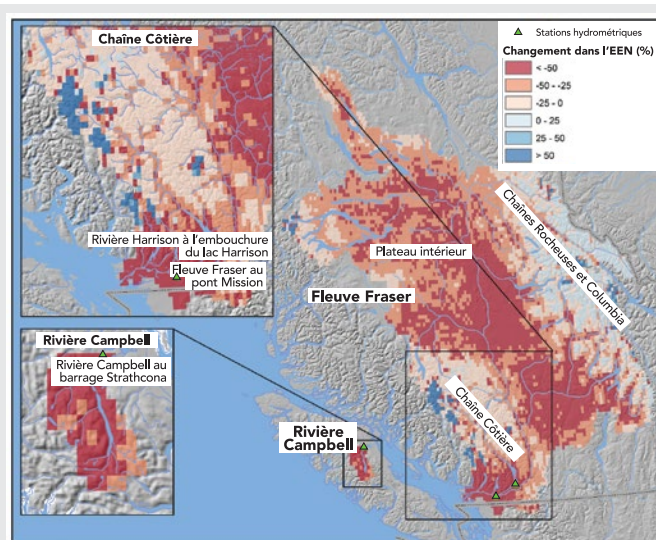 Chaîne Côtière
Rivière Harrison à l'embouchure
du lac Harrison
Fleuve Fraser au
pont Mission
Rivière Campbell
Rivière Campbell au
barrage Strathcona
Stations hydrométriques
Changement dans l'EEN (%)
< -50
-50 - -25
-25 - 0
0 - 25
25 - 50
> 50
Chaînes Rocheuses et Columbia
Plateau intérieur
Fleuve Fraser
Chaîne Côtière
Rivière
Campbell